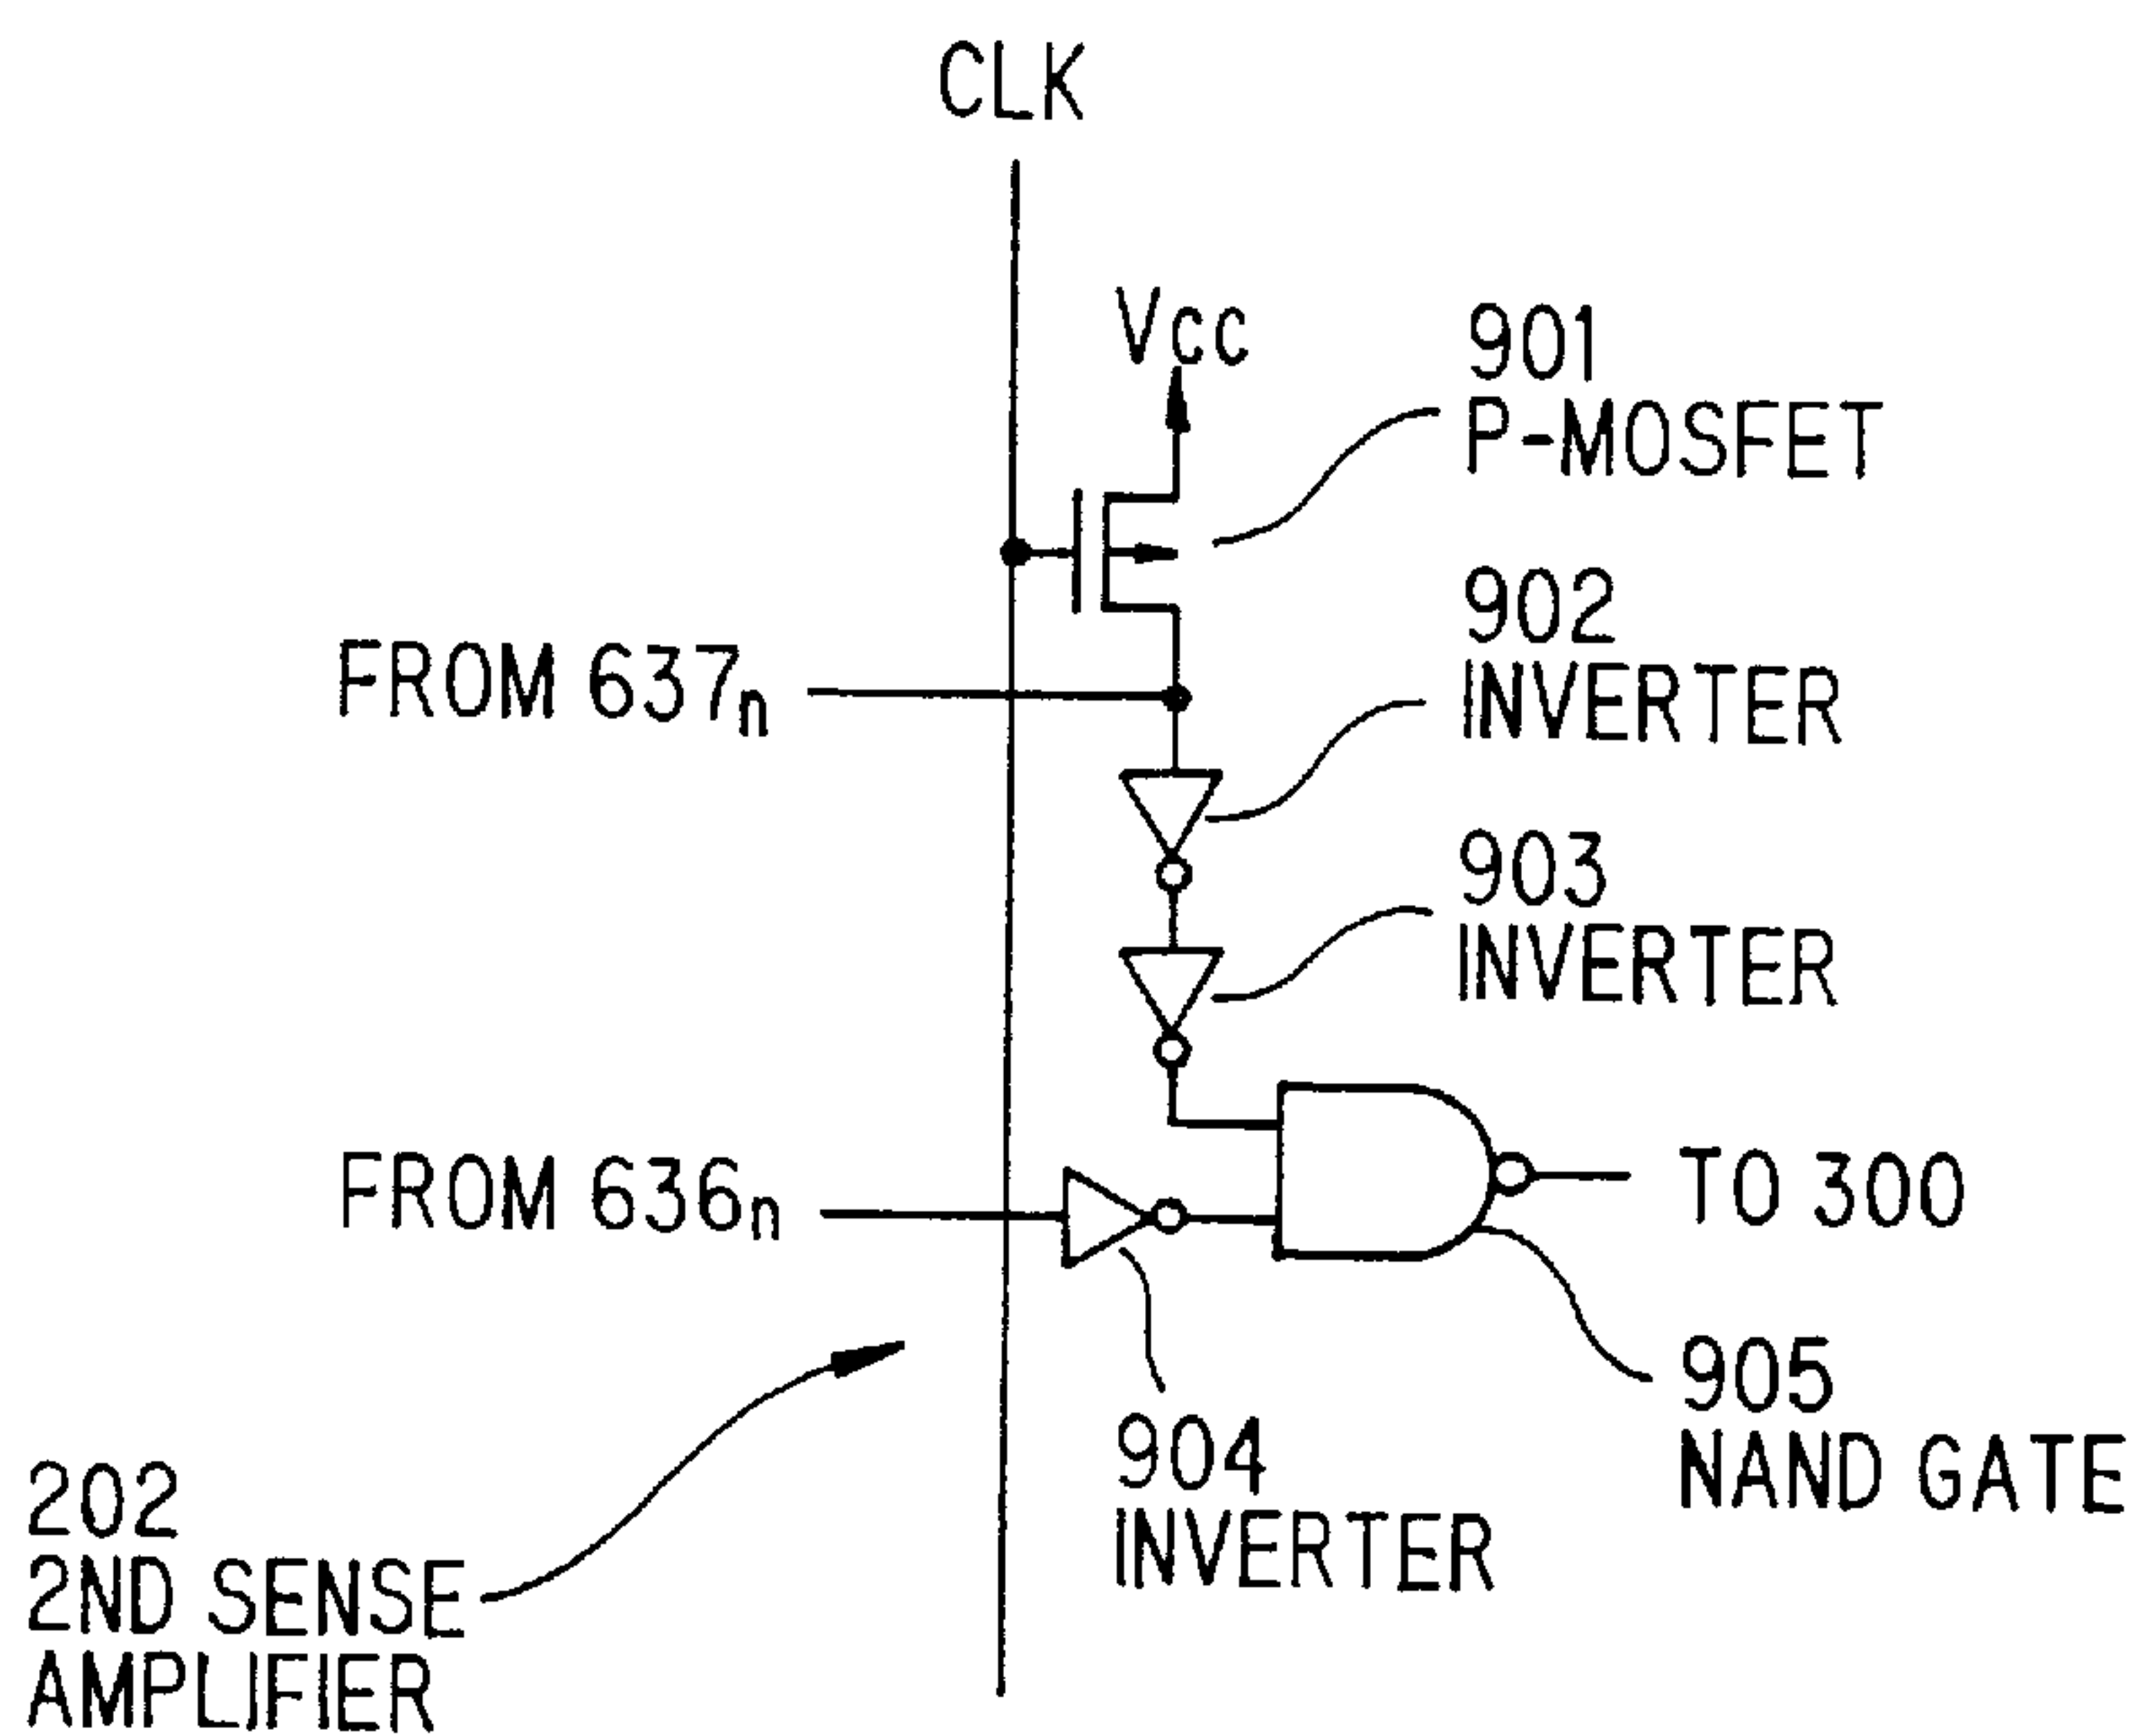 CLK
Vcc
901
P-MOSFET
902
INVERTER
FROM 637n
903
INVERTER
FROM 636n
TO 300
905
NAND GATE
904
INVERTER
202
2ND SENSE
AMPLIFIER